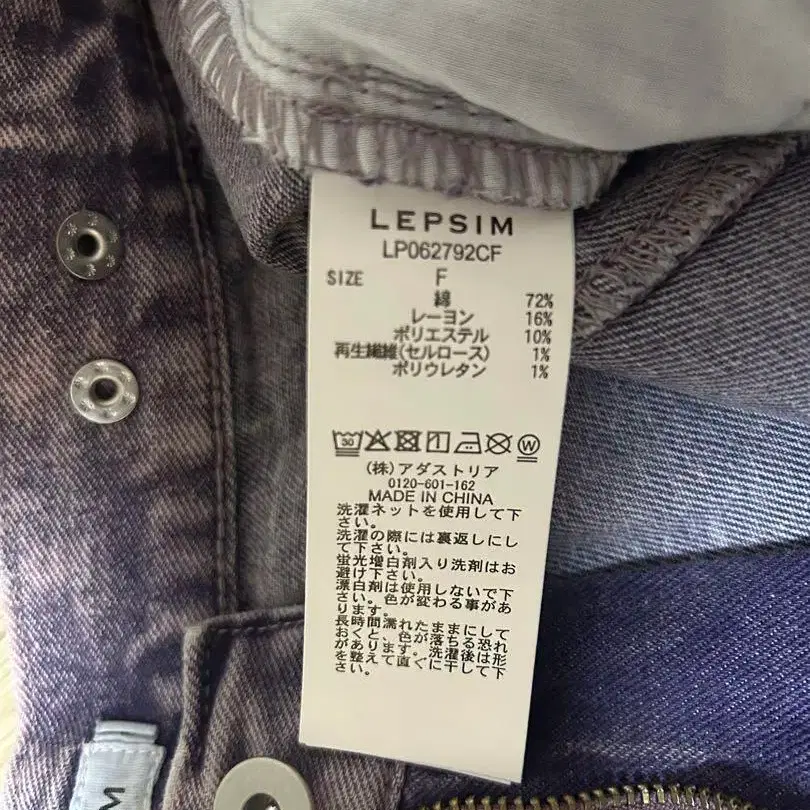 LEPSIM
LP062792CF
SIZE F
綿 72%
レーヨン 16%
ポリエステル 10%
再生繊維(セルロース) 1%
ポリウレタン 1%
30 W
(株)アダストリア
0120-601-162
MADE IN CHINA
洗濯ネットを使用して下
さい。
洗濯の際には裏返しにし
て下さい。
蛍光増白剤入り洗剤はお
避け下さい。
漂白剤は使用しないで下
さい。色が変わる事があ
ります。
長時間濡れたままにして
おくと、色が落ちる恐れ
があります。洗濯後は形
を整えて直ぐに干して下
さい。
M